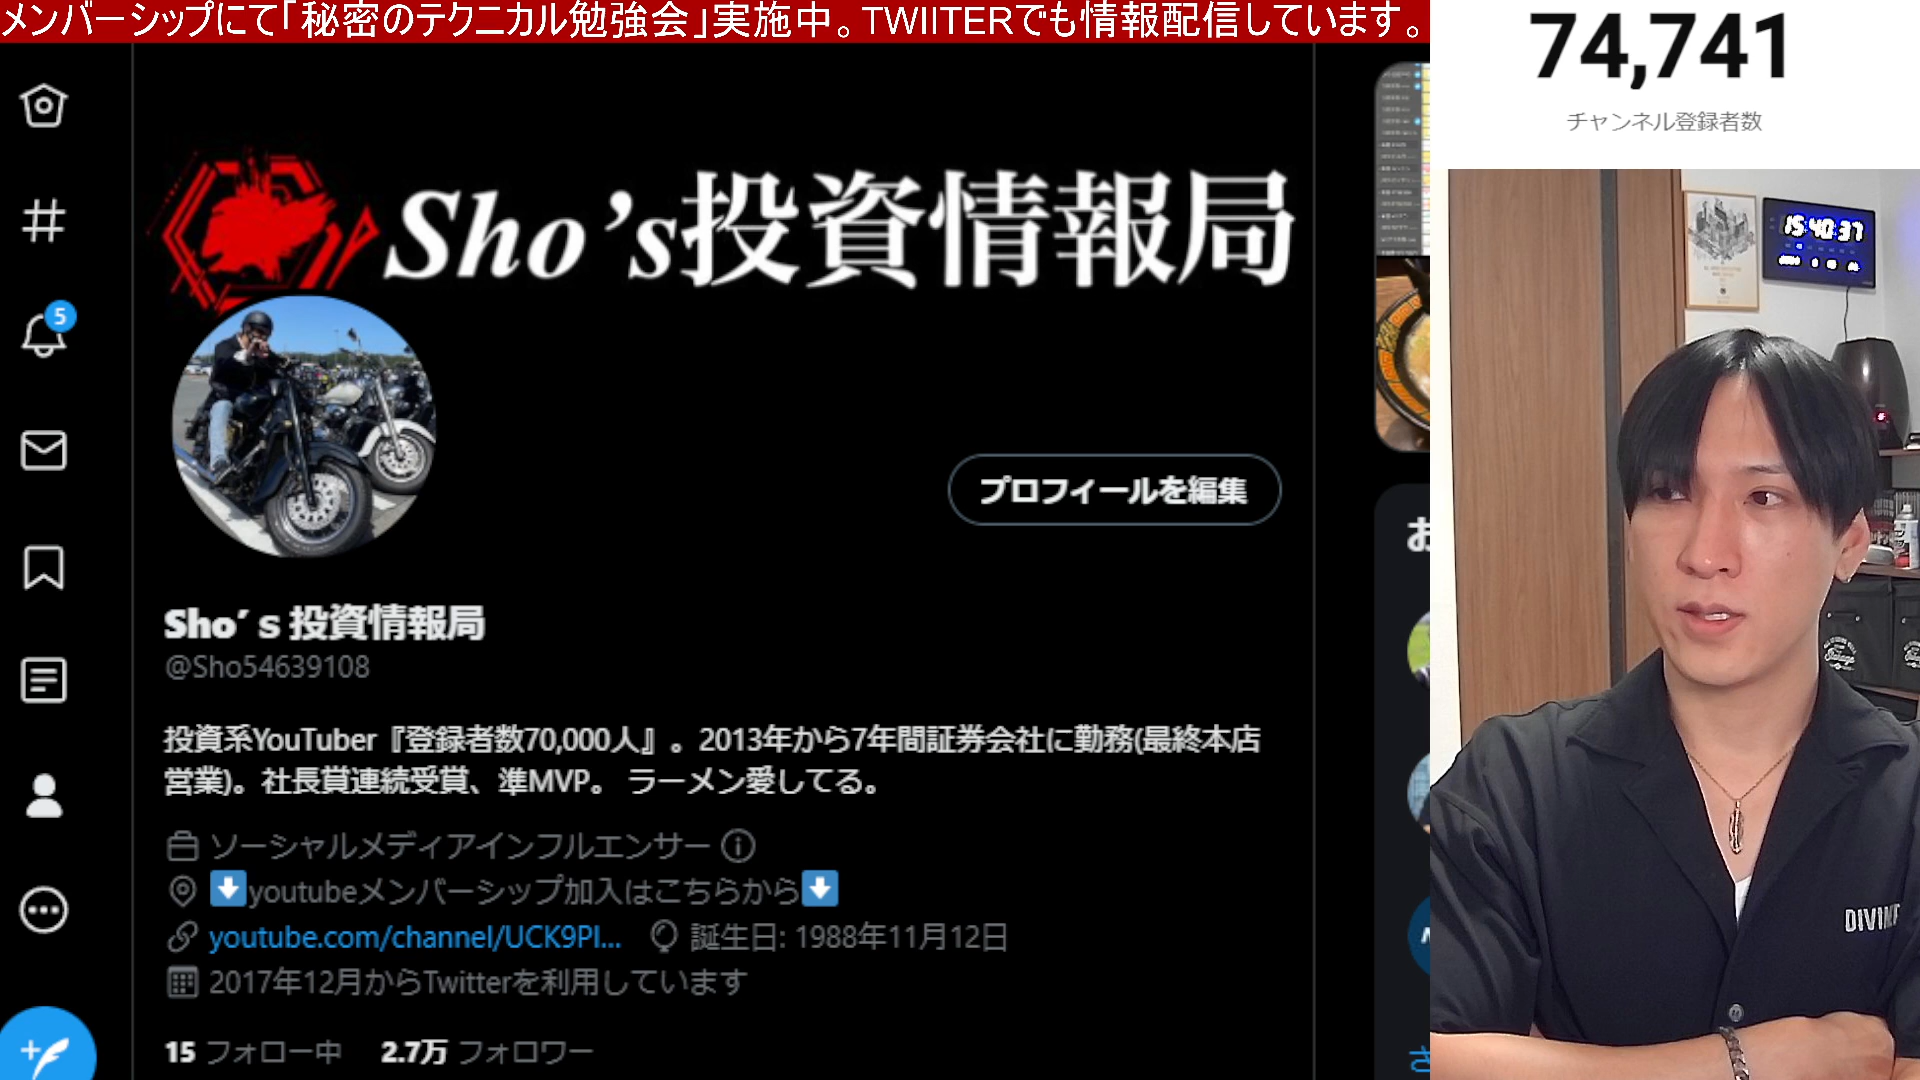 メンバーシップにて「秘密のテクニカル勉強会」実施中。TWIITERでも情報配信しています。
74,741
チャンネル登録者数
Sho's投資情報局
15:40:37
5
プロフィールを編集
Sho′ｓ投資情報局
@Sho54639108
投資系YouTuber『登録者数70,000人』。2013年から7年間証券会社に勤務(最終本店
営業)。社長賞連続受賞、準MVP。 ラーメン愛してる。
ソーシャルメディアインフルエンサー
youtubeメンバーシップ加入はこちらから
youtube.com/channel/UCK9PI...
誕生日: 1988年11月12日
2017年12月からTwitterを利用しています
15 フォロー中 2.7万 フォロワー
お
さ
Storage